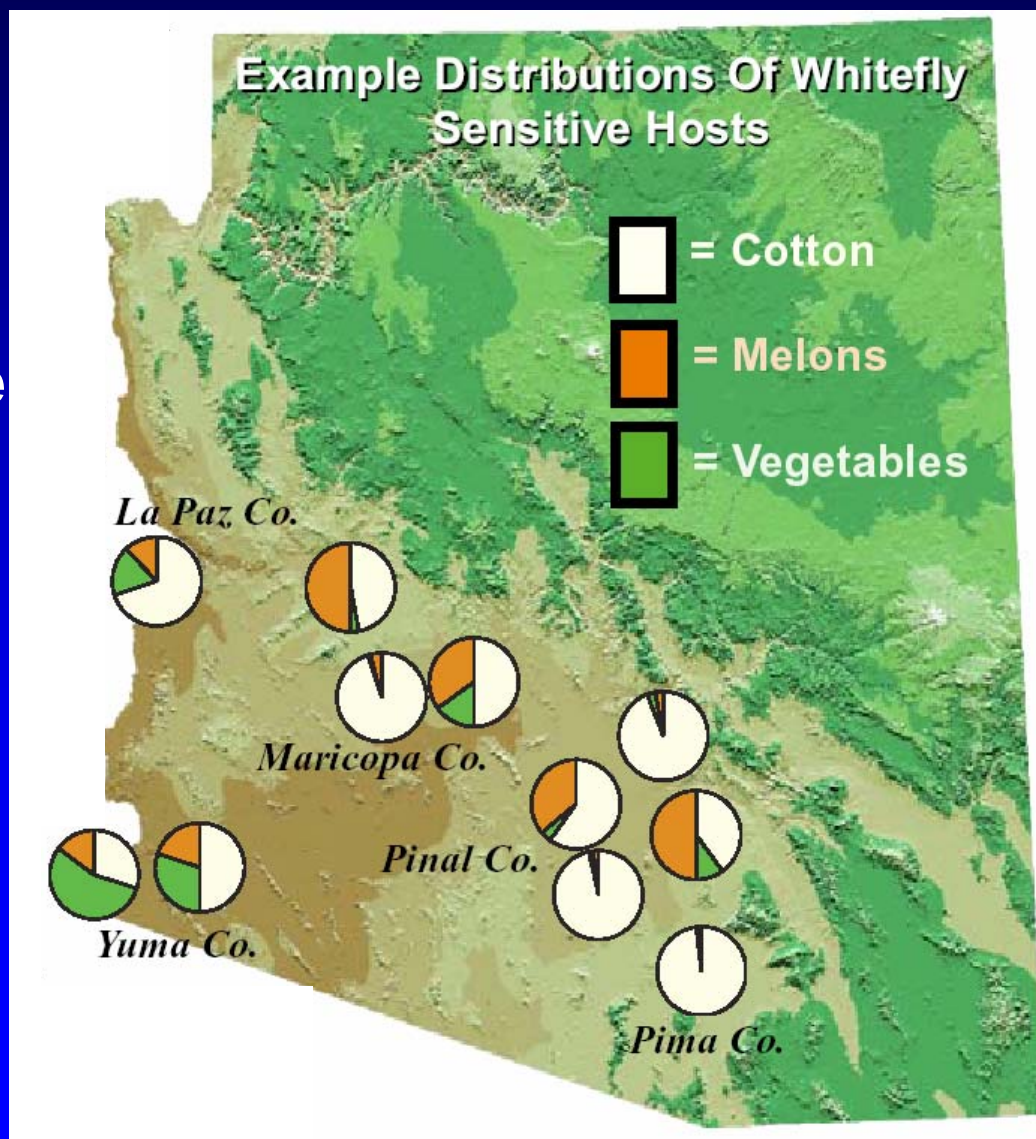 Example Distributions Of Whitefly
Sensitive Hosts
= Cotton
= Melons
= Vegetables
e
La Paz Co.
Maricopa Co.
Pinal Co.
Yuma Co.
Pima Co.